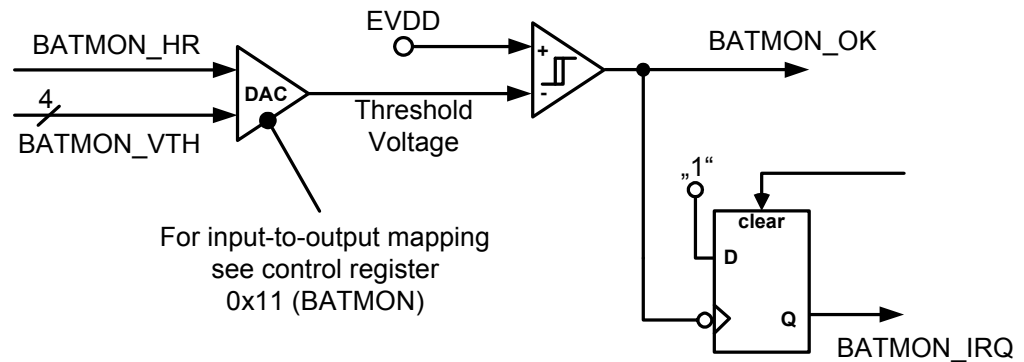 BATMON_HR
EVDD
BATMON_OK
+
-
DAC
4
BATMON_VTH
Threshold
Voltage
„1“
clear
D
Q
For input-to-output mapping
see control register
0x11 (BATMON)
BATMON_IRQ